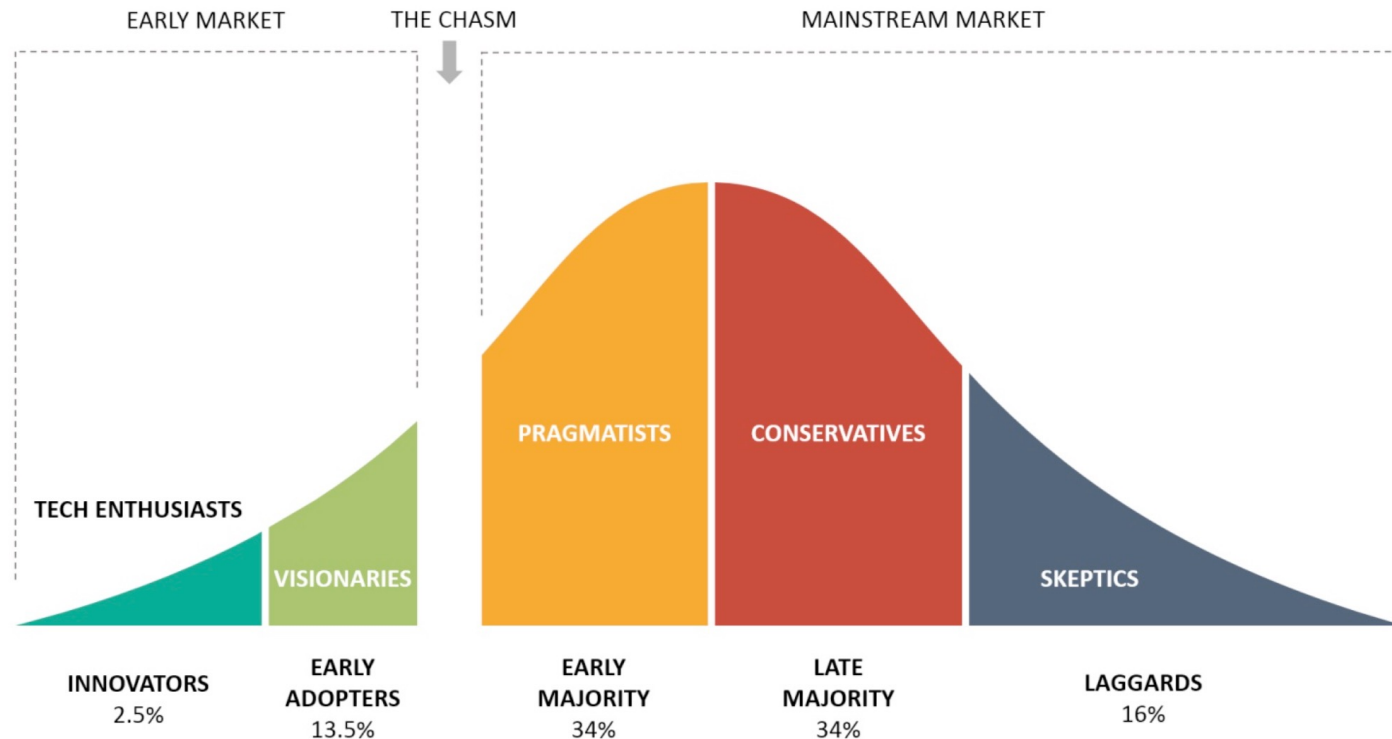 EARLY MARKET
THE CHASM
MAINSTREAM MARKET
TECH ENTHUSIASTS
VISIONARIES
PRAGMATISTS
CONSERVATIVES
SKEPTICS
INNOVATORS
2.5%
EARLY
ADOPTERS
13.5%
EARLY
MAJORITY
34%
LATE
MAJORITY
34%
LAGGARDS
16%